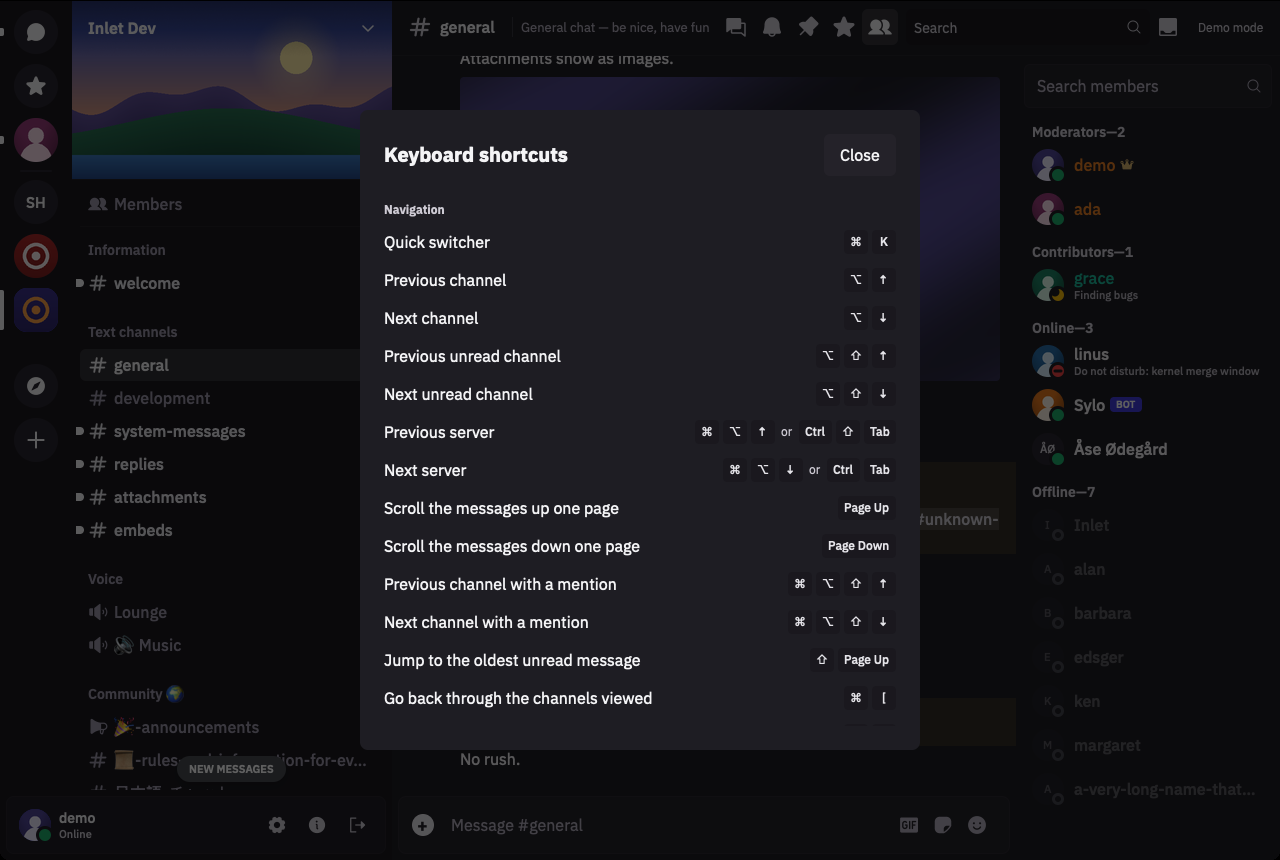 Inlet Dev
general
General chat — be nice, have fun
Search
Demo mode
SH
Members
Information
welcome
Text channels
general
development
system-messages
replies
attachments
embeds
Voice
Lounge
Music
Community
-announcements
NEW MESSAGES
demo
Online
Attachments show as images.
Keyboard shortcuts
Close
Navigation
Quick switcher ⌘ K
Previous channel ⌥ ↑
Next channel ⌥ ↓
Previous unread channel ⌥ ⇧ ↑
Next unread channel ⌥ ⇧ ↓
Previous server ⌘ ⌥ ↑ or Ctrl ⇧ Tab
Next server ⌘ ⌥ ↓ or Ctrl Tab
Scroll the messages up one page Page Up
Scroll the messages down one page Page Down
Previous channel with a mention ⌘ ⌥ ⇧ ↑
Next channel with a mention ⌘ ⌥ ⇧ ↓
Jump to the oldest unread message ⇧ Page Up
Go back through the channels viewed ⌘ [
#unknown-
No rush.
Message #general
GIF
Search members
Moderators—2
demo
ada
Contributors—1
grace
Finding bugs
Online—3
linus
Do not disturb: kernel merge window
Sylo BOT
ÅØ
Åse Ødegård
Offline—7
I Inlet
A alan
B barbara
E edsger
K ken
M margaret
A a-very-long-name-that...